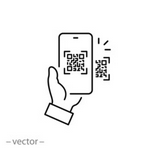 – vector –